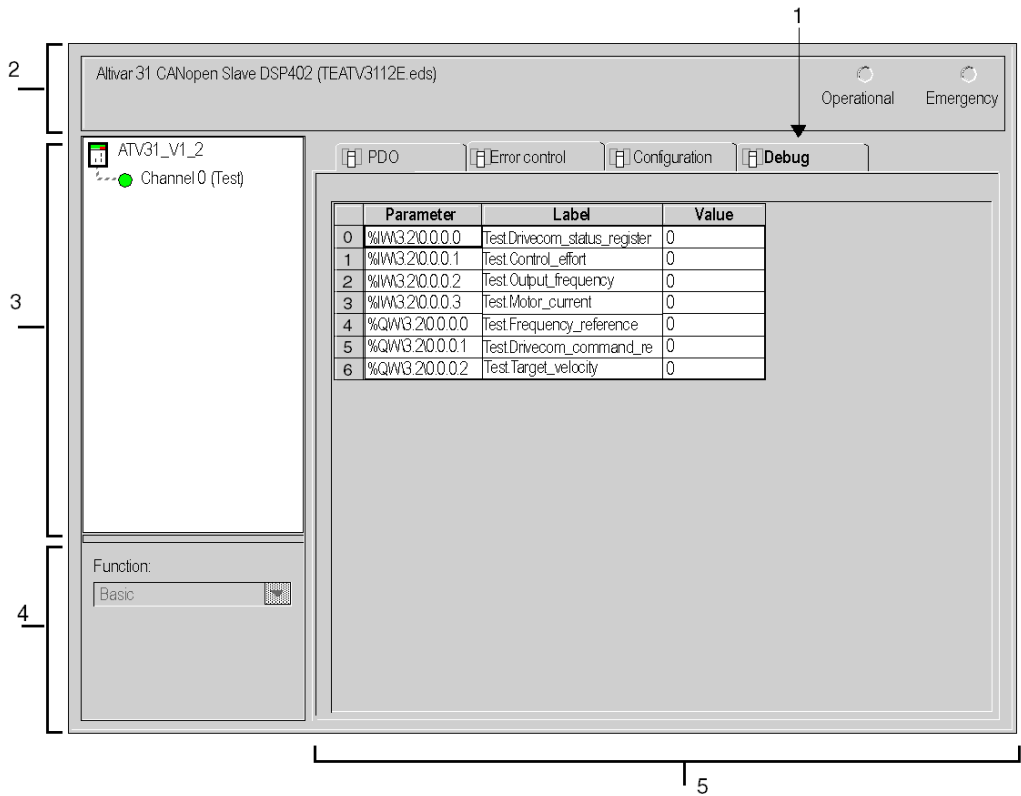 1
2
Altivar 31 CANopen Slave DSP402 (TEATV3112E.eds)
Operational Emergency
3
ATV31_V1_2
Channel 0 (Test)
PDO Error control Configuration Debug
Parameter Label Value
0 %IW\3.2\0.0.0.0 Test.Drivecom_status_register 0
1 %IW\3.2\0.0.0.1 Test.Control_effort 0
2 %IW\3.2\0.0.0.2 Test.Output_frequency 0
3 %IW\3.2\0.0.0.3 Test.Motor_current 0
4 %QW\3.2\0.0.0.0 Test.Frequency_reference 0
5 %QW\3.2\0.0.0.1 Test.Drivecom_command_re 0
6 %QW\3.2\0.0.0.2 Test.Target_velocity 0
4
Function:
Basic
5